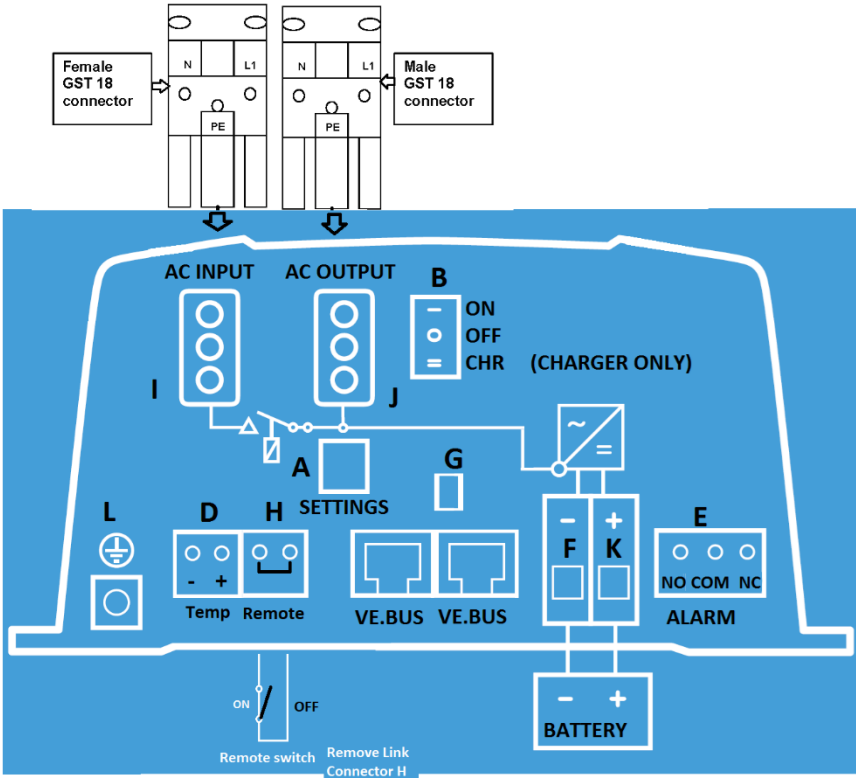 Female
GST 18
connector
N
L1
PE
N
L1
PE
Male
GST 18
connector
AC INPUT
AC OUTPUT
B
ON
OFF
CHR (CHARGER ONLY)
I
J
A
SETTINGS
G
L
D
H
- +
Temp
Remote
VE.BUS
VE.BUS
- +
F
K
E
NO COM NC
ALARM
- +
BATTERY
ON
OFF
Remote switch
Remove Link
Connector H